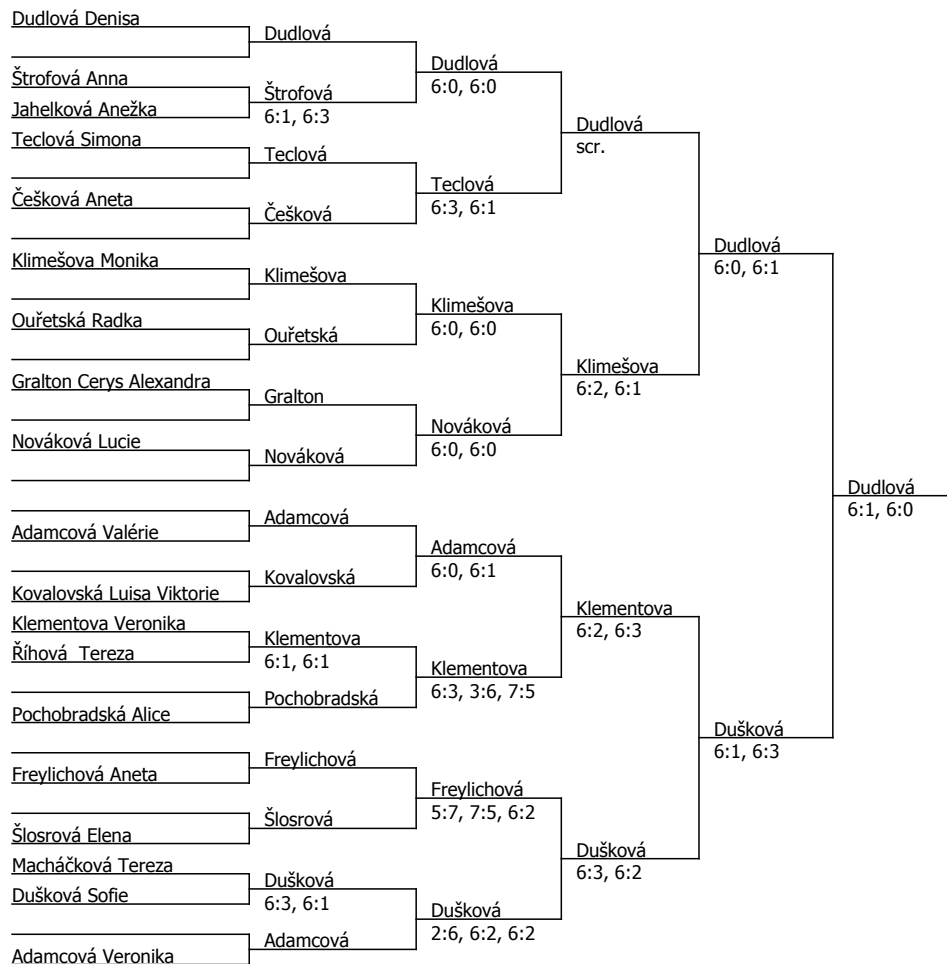 Dudlová Denisa
Dudlová
Dudlová
6:0, 6:0
Štrofová Anna
Štrofová
6:1, 6:3
Jahelková Anežka
Dudlová
scr.
Teclová Simona
Teclová
Teclová
6:3, 6:1
Češková Aneta
Češková
Dudlová
6:0, 6:1
Klimešova Monika
Klimešova
Klimešova
6:0, 6:0
Ouřetská Radka
Ouřetská
Klimešova
6:2, 6:1
Gralton Cerys Alexandra
Gralton
Nováková
6:0, 6:0
Nováková Lucie
Nováková
Dudlová
6:1, 6:0
Adamcová
Adamcová Valérie
Adamcová
6:0, 6:1
Kovalovská
Kovalovská Luisa Viktorie
Klementova
6:2, 6:3
Klementova Veronika
Klementova
6:1, 6:1
Říhová  Tereza
Klementova
6:3, 3:6, 7:5
Pochobradská
Pochobradská Alice
Dušková
6:1, 6:3
Freylichová
Freylichová Aneta
Freylichová
5:7, 7:5, 6:2
Šlosrová
Šlosrová Elena
Dušková
6:3, 6:2
Macháčková Tereza
Dušková
6:3, 6:1
Dušková Sofie
Dušková
2:6, 6:2, 6:2
Adamcová
Adamcová Veronika